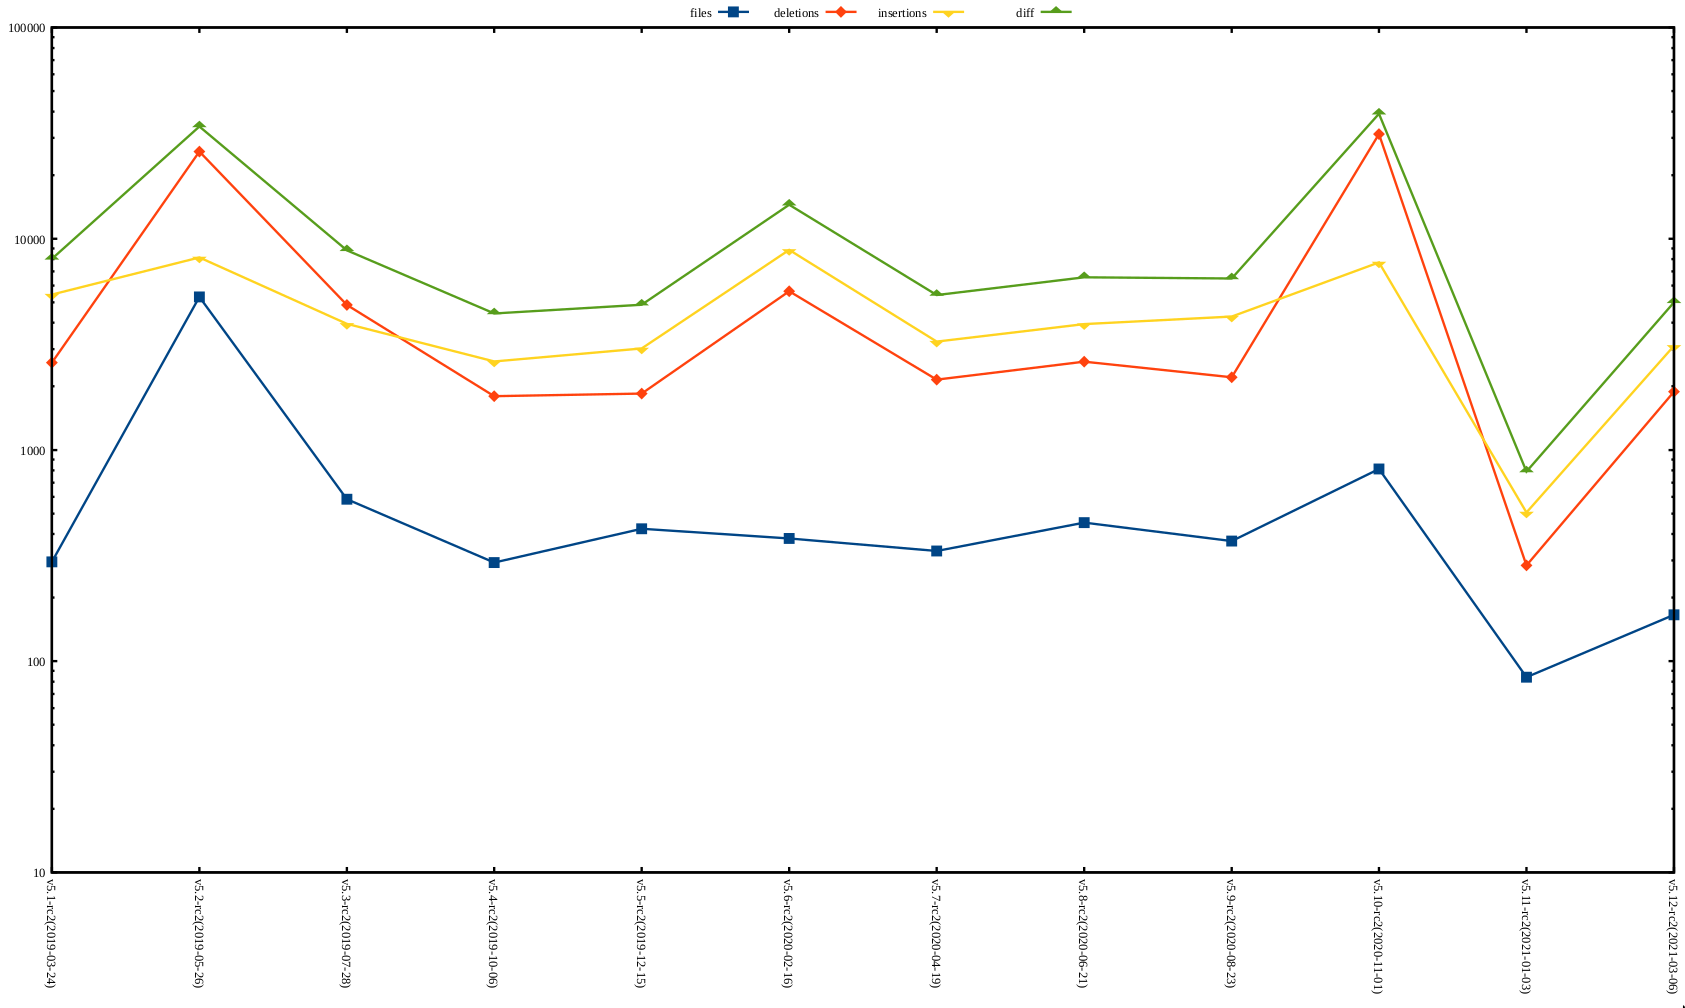 files deletions insertions diff
100000
10000
1000
100
10
v5.1-rc2(2019-03-24)
v5.2-rc2(2019-05-26)
v5.3-rc2(2019-07-28)
v5.4-rc2(2019-10-06)
v5.5-rc2(2019-12-15)
v5.6-rc2(2020-02-16)
v5.7-rc2(2020-04-19)
v5.8-rc2(2020-06-21)
v5.9-rc2(2020-08-23)
v5.10-rc2(2020-11-01)
v5.11-rc2(2021-01-03)
v5.12-rc2(2021-03-06)